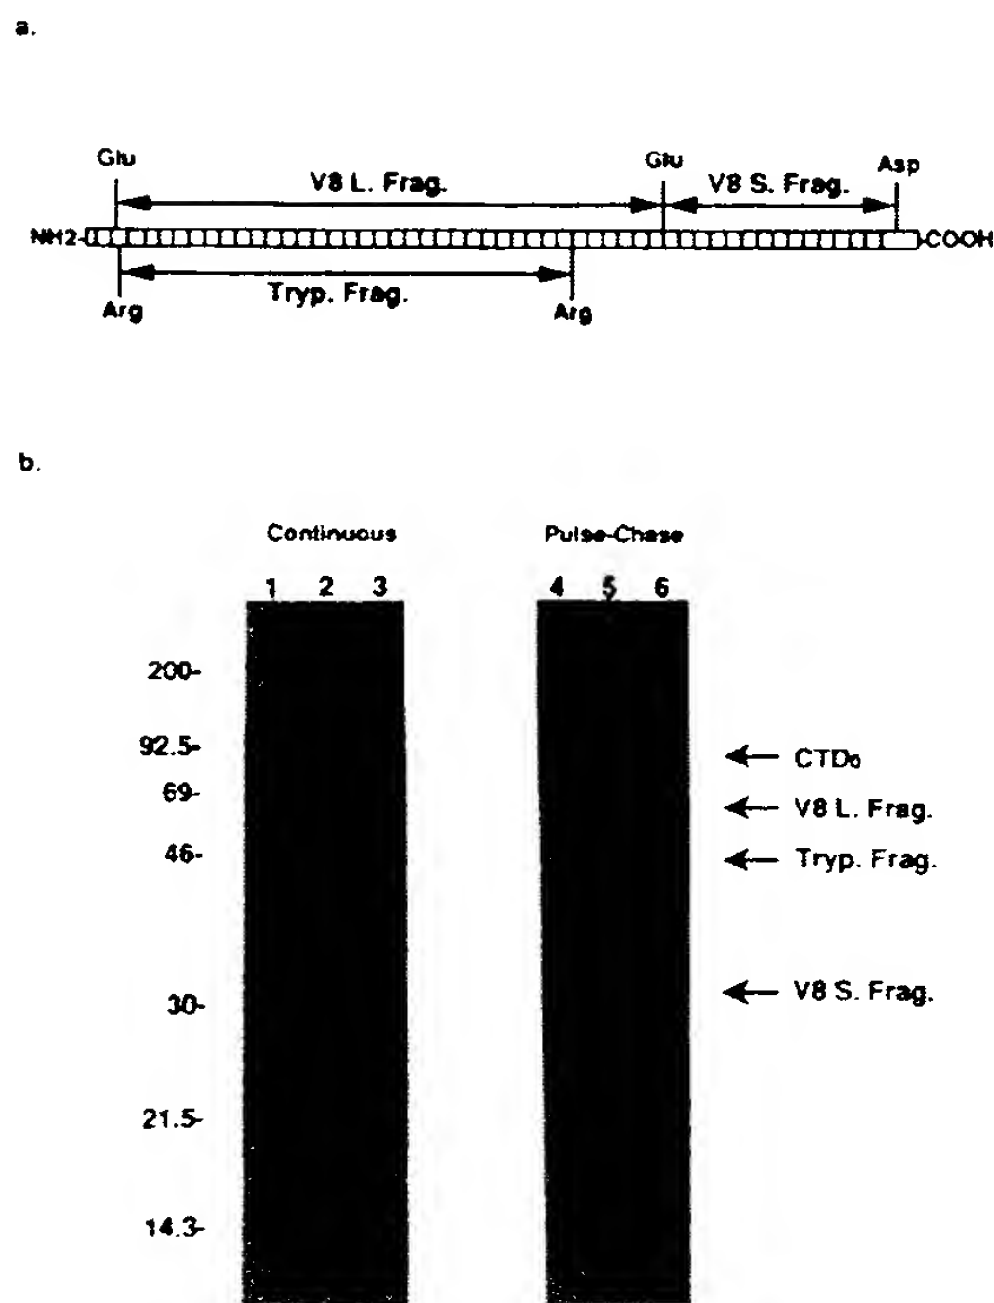 a.
Glu
V8 L. Frag.
Glu
V8 S. Frag.
Asp
NH2-
-COOH
Tryp. Frag.
Arg
Arg
b.
Continuous
Pulse-Chase
1 2 3
4 5 6
200-
92.5-
69-
46-
30-
21.5-
14.3-
CTDo
V8 L. Frag.
Tryp. Frag.
V8 S. Frag.